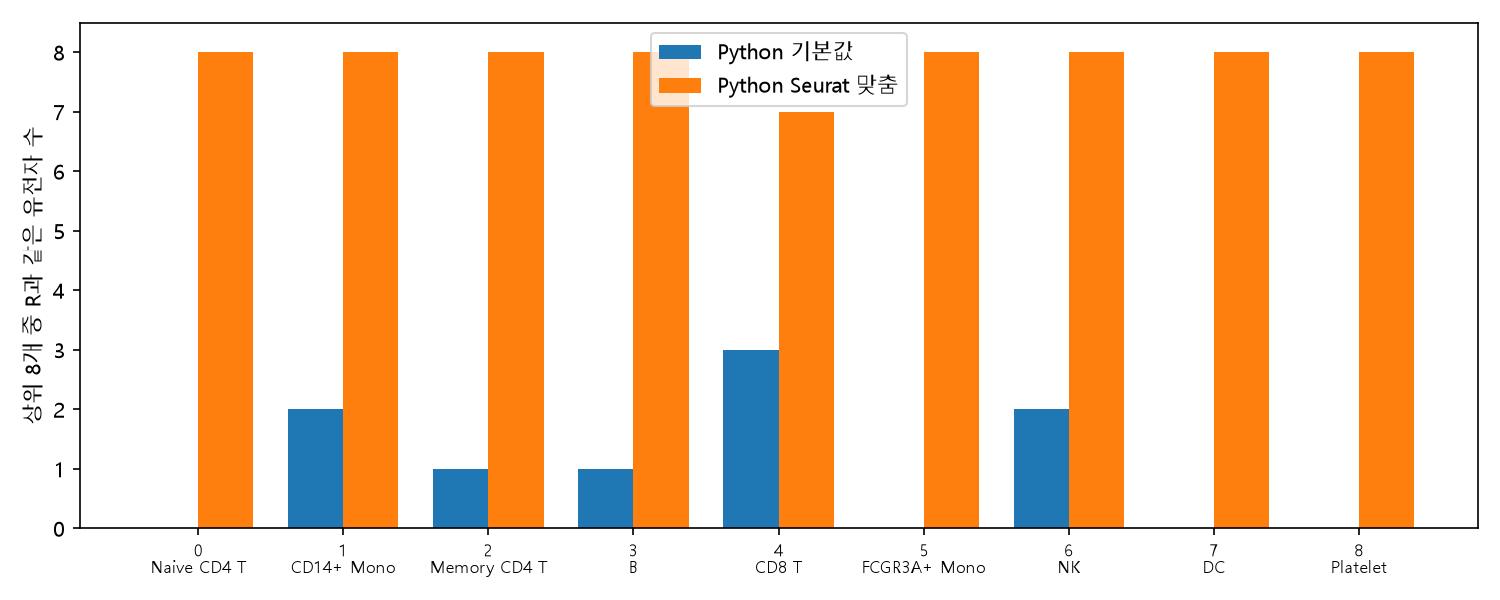 Python 기본값
Python Seurat 맞춤
상위 8개 중 R과 같은 유전자 수
8
7
6
5
4
3
2
1
0
0 1 2 3 4 5 6 7 8
Naive CD4 T CD14+ Mono Memory CD4 T B CD8 T FCGR3A+ Mono NK DC Platelet